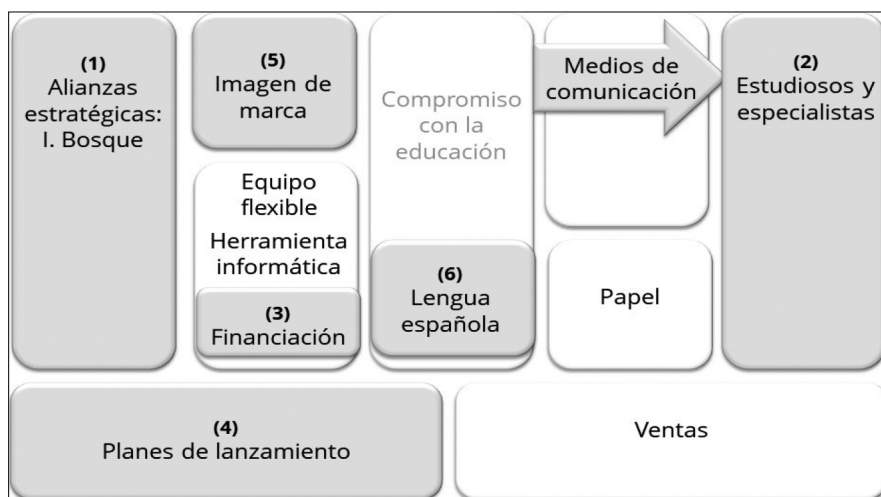 (1)
Alianzas
estratégicas:
I. Bosque
(5)
Imagen de
marca
Equipo
flexible
Herramienta
informática
(3)
Financiación
Compromiso
con la
educación
(6)
Lengua
española
Medios de
comunicación
Papel
(2)
Estudiosos y
especialistas
(4)
Planes de lanzamiento
Ventas